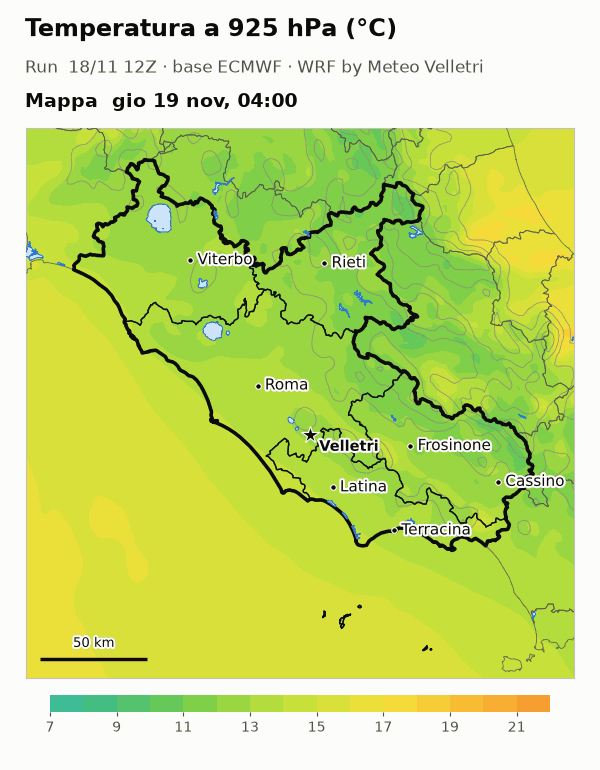 Temperatura a 925 hPa (°C)
Run  18/11 12Z · base ECMWF · WRF by Meteo Velletri
Mappa  gio 19 nov, 04:00
Viterbo
Rieti
Roma
Velletri
Frosinone
Cassino
Latina
Terracina
50 km
7 9 11 13 15 17 19 21